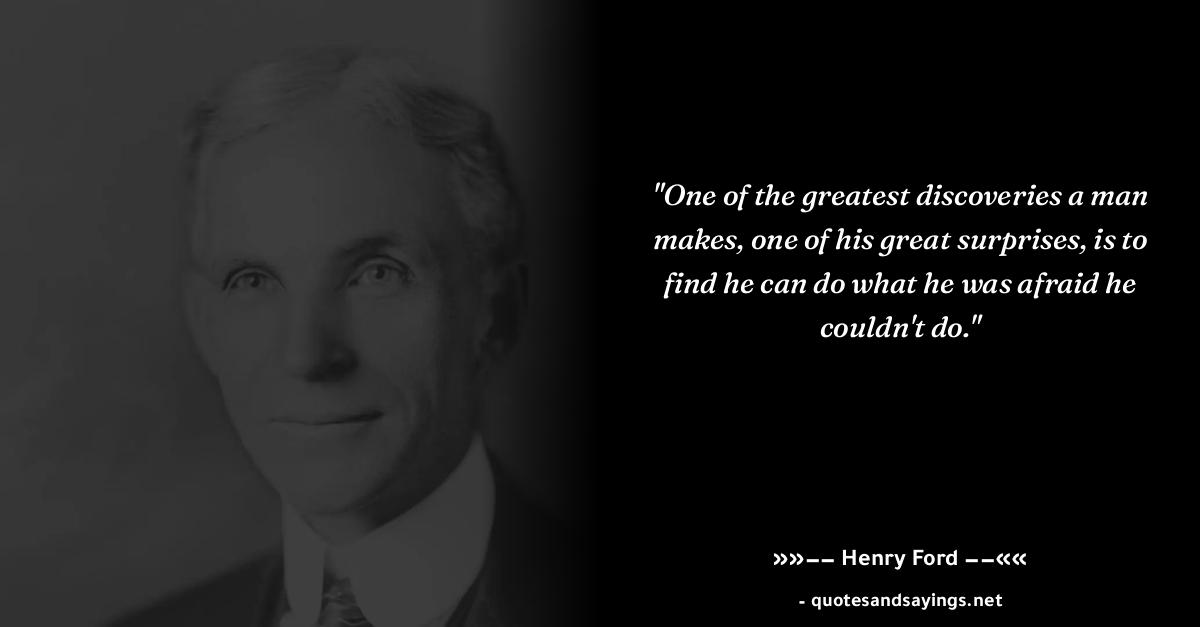 "One of the greatest discoveries a man
makes, one of his great surprises, is to
find he can do what he was afraid he
couldn't do."
»»−− Henry Ford −−««
- quotesandsayings.net